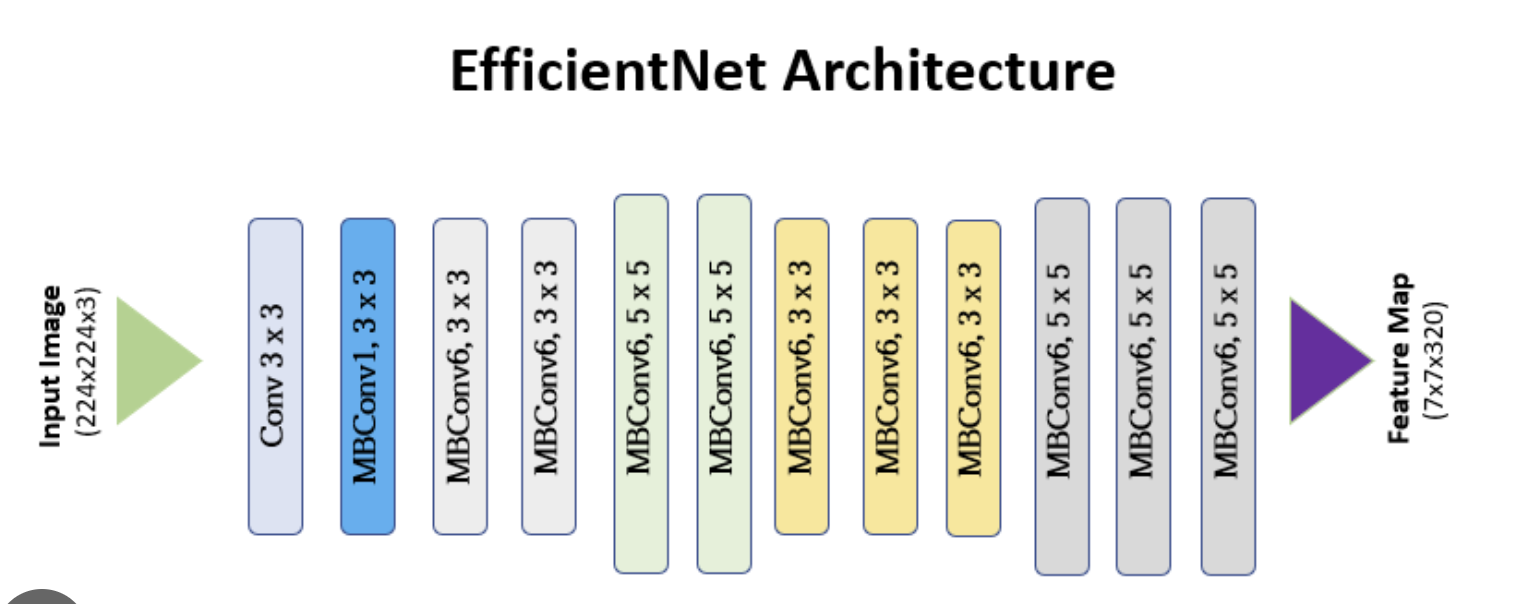 EfficientNet Architecture
Input Image
(224x224x3)
Conv 3 x 3
MBConv1, 3 x 3
MBConv6, 3 x 3
MBConv6, 3 x 3
MBConv6, 5 x 5
MBConv6, 5 x 5
MBConv6, 3 x 3
MBConv6, 3 x 3
MBConv6, 3 x 3
MBConv6, 5 x 5
MBConv6, 5 x 5
MBConv6, 5 x 5
Feature Map
(7x7x320)